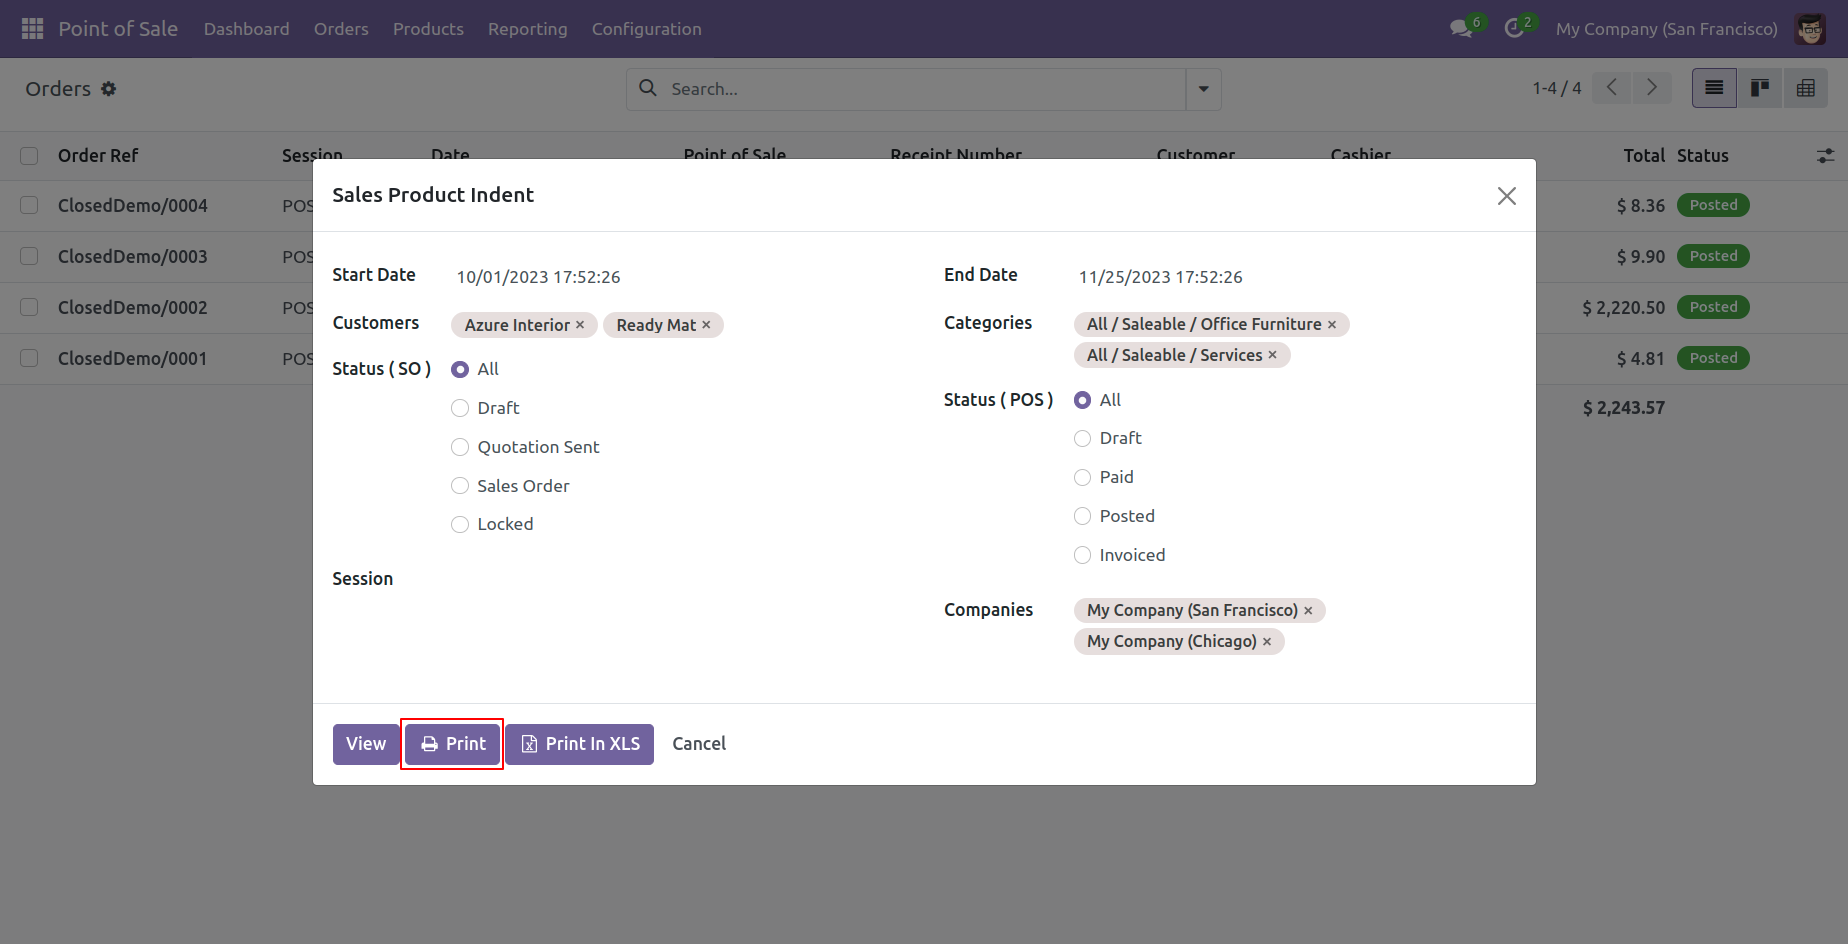 Point of Sale Dashboard Orders Products Reporting Configuration 6 2 My Company (San Francisco)
Orders Search... 1-4 / 4
Order Ref Session Date Point of Sale Receipt Number Customer Cashier Total Status
ClosedDemo/0004 POS $ 8.36 Posted
ClosedDemo/0003 POS $ 9.90 Posted
ClosedDemo/0002 POS $ 2,220.50 Posted
ClosedDemo/0001 POS $ 4.81 Posted
$ 2,243.57
Sales Product Indent
Start Date 10/01/2023 17:52:26
Customers Azure Interior × Ready Mat ×
Status ( SO ) All
Draft
Quotation Sent
Sales Order
Locked
Session
End Date 11/25/2023 17:52:26
Categories All / Saleable / Office Furniture ×
All / Saleable / Services ×
Status ( POS ) All
Draft
Paid
Posted
Invoiced
Companies My Company (San Francisco) ×
My Company (Chicago) ×
View Print Print In XLS Cancel